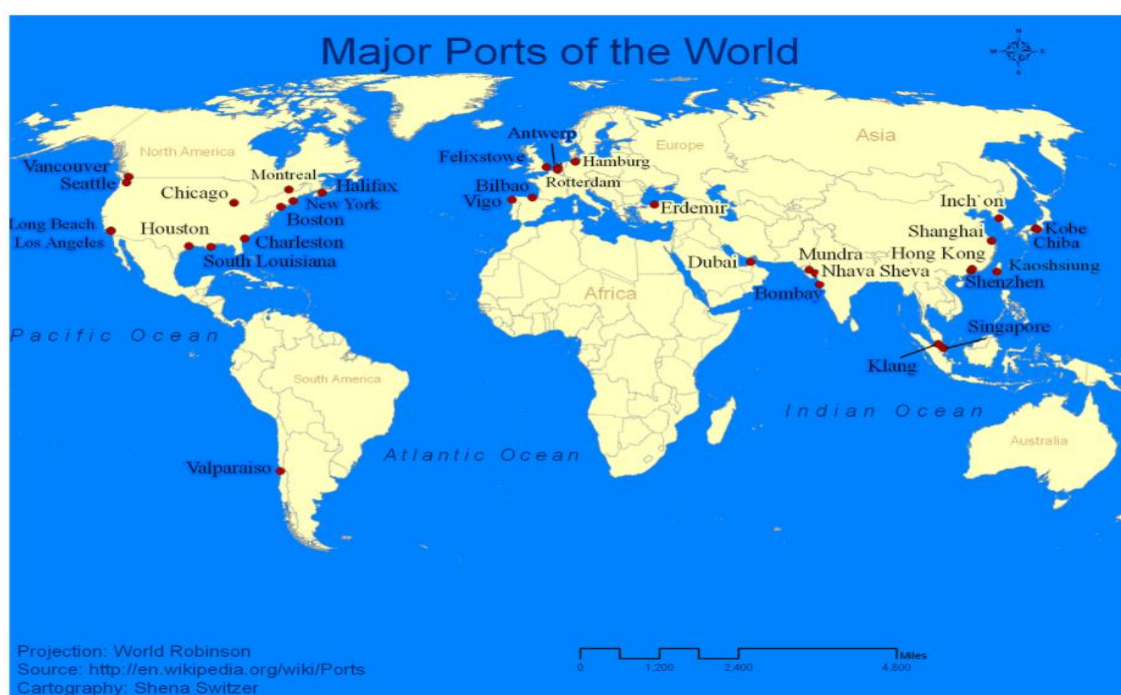 Major Ports of the World
N
W E
S
Asia
North America
Europe
Antwerp
Felixstowe
Hamburg
Rotterdam
Vancouver
Seattle
Montreal
Halifax
Chicago
New York
Boston
Bilbao
Vigo
Erdemir
Inch`on
Long Beach
Los Angeles
Houston
Charleston
South Louisiana
Shanghai
Kobe
Chiba
Dubai
Mundra
Hong Kong
Nhava Sheva
Kaoshsiung
Shenzhen
Bombay
Africa
Pacific Ocean
Singapore
Klang
South America
Indian Ocean
Australia
Atlantic Ocean
Valparaiso
Projection: World Robinson
Source: http://en.wikipedia.org/wiki/Ports
Cartography: Shena Switzer
Miles
0 1,200 2,400 4,800